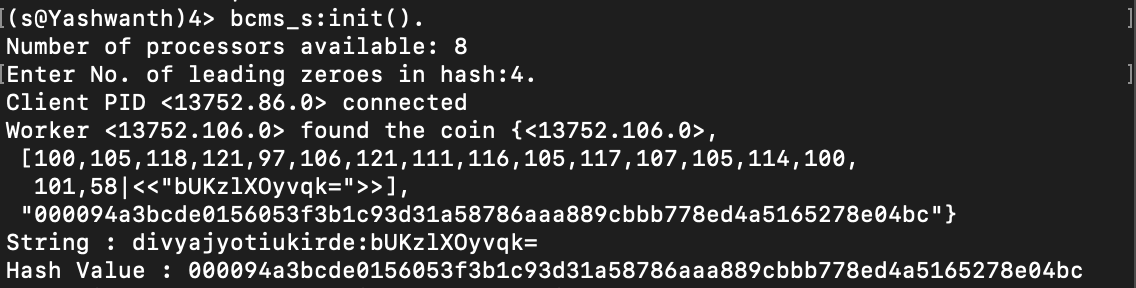 [(s@Yashwanth)4> bcms_s:init(). ]
Number of processors available: 8
[Enter No. of leading zeroes in hash:4. ]
Client PID <13752.86.0> connected
Worker <13752.106.0> found the coin {<13752.106.0>,
[100,105,118,121,97,106,121,111,116,105,117,107,105,114,100,
101,58|<<"bUKzlXOyvqk=">>],
"000094a3bcde0156053f3b1c93d31a58786aaa889cbbb778ed4a5165278e04bc"}
String : divyajyotiukirde:bUKzlXOyvqk=
Hash Value : 000094a3bcde0156053f3b1c93d31a58786aaa889cbbb778ed4a5165278e04bc